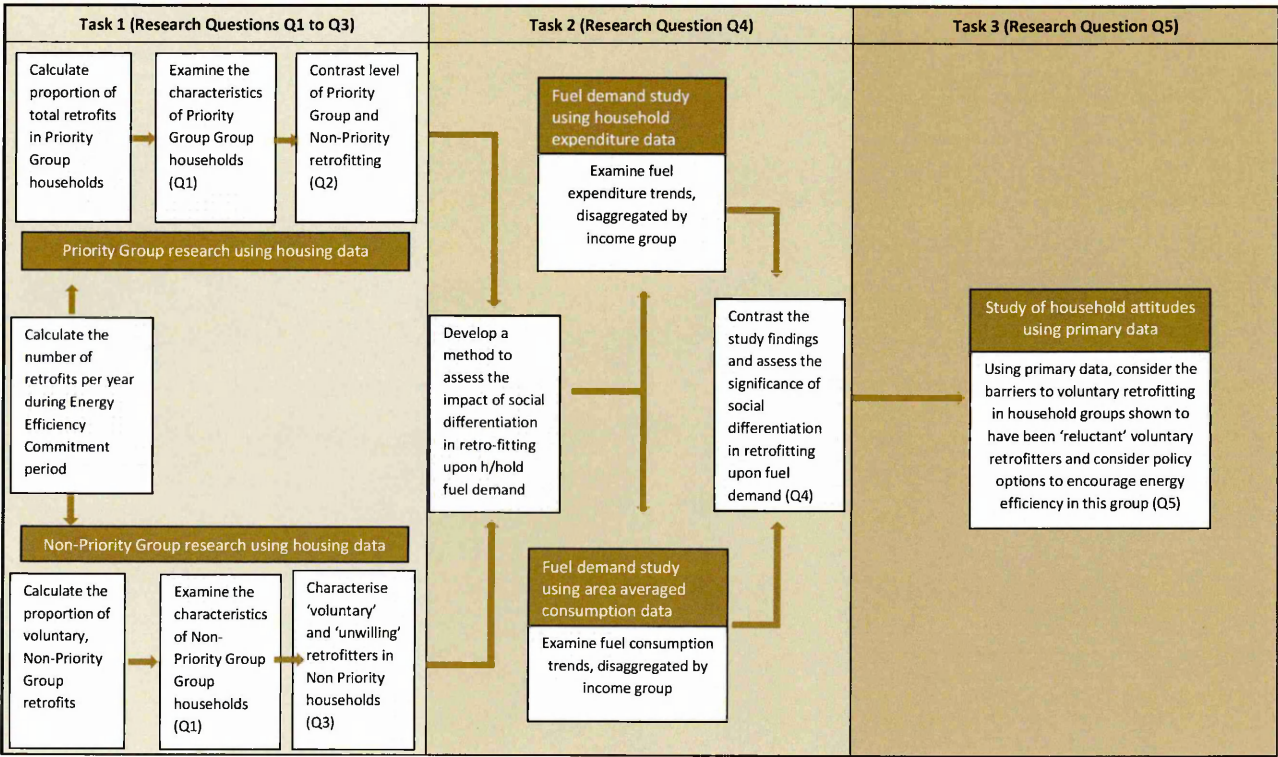 Task 1 (Research Questions Q1 to Q3)
Task 2 (Research Question Q4)
Task 3 (Research Question Q5)
Calculate
proportion of
total retrofits
in Priority
Group
households
Examine the
characteristics
of Priority
Group Group
households
(Q1)
Contrast level
of Priority
Group and
Non-Priority
retrofitting
(Q2)
Priority Group research using housing data
Calculate the
number of
retrofits per year
during Energy
Efficiency
Commitment
period
Non-Priority Group research using housing data
Calculate the
proportion of
voluntary,
Non-Priority
Group
retrofits
Examine the
characteristics
of Non-
Priority Group
Group
households
(Q1)
Characterise
‘voluntary’
and ‘unwilling’
retrofitters in
Non Priority
households
(Q3)
Develop a
method to
assess the
impact of social
differentiation
in retro-fitting
upon h/hold
fuel demand
Fuel demand study
using household
expenditure data
Examine fuel
expenditure trends,
disaggregated by
income group
Fuel demand study
using area averaged
consumption data
Examine fuel consumption
trends, disaggregated by
income group
Contrast the
study findings
and assess the
significance of
social
differentiation
in retrofitting
upon fuel
demand (Q4)
Study of household attitudes
using primary data
Using primary data, consider the
barriers to voluntary retrofitting
in household groups shown to
have been ‘reluctant’ voluntary
retrofitters and consider policy
options to encourage energy
efficiency in this group (Q5)